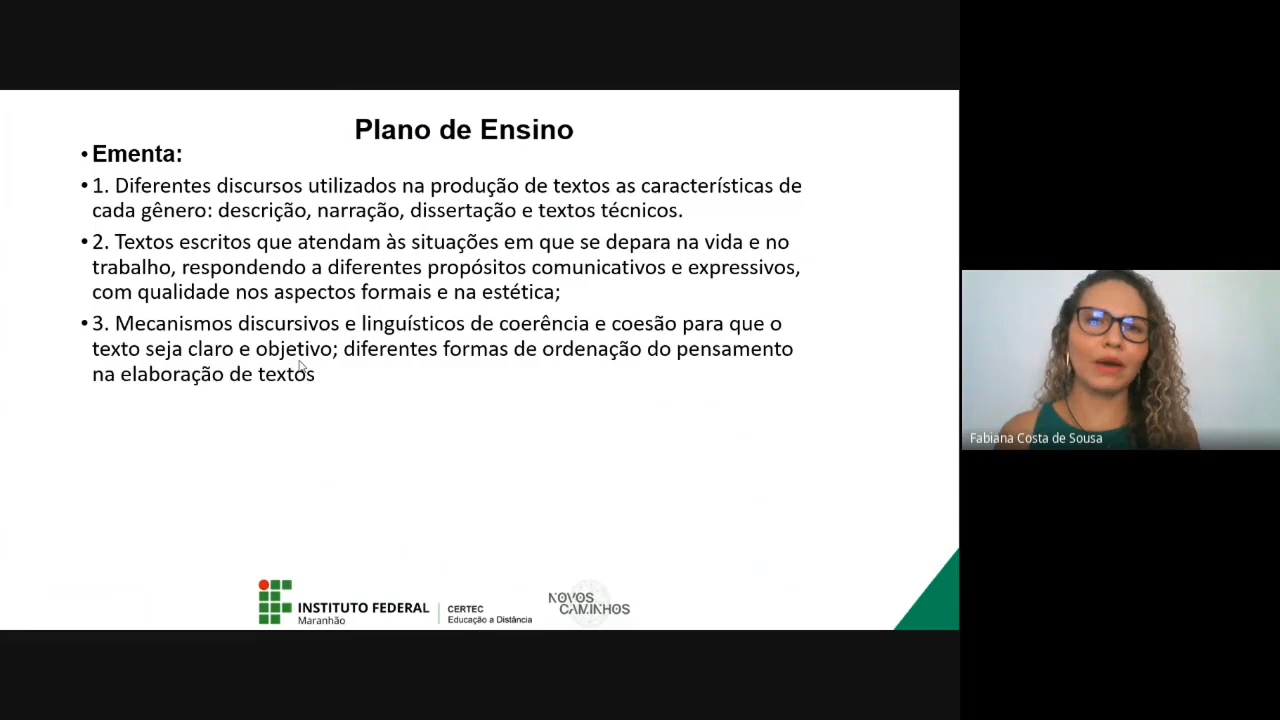 Plano de Ensino
• Ementa:
• 1. Diferentes discursos utilizados na produção de textos as características de
cada gênero: descrição, narração, dissertação e textos técnicos.
• 2. Textos escritos que atendam às situações em que se depara na vida e no
trabalho, respondendo a diferentes propósitos comunicativos e expressivos,
com qualidade nos aspectos formais e na estética;
• 3. Mecanismos discursivos e linguísticos de coerência e coesão para que o
texto seja claro e objetivo; diferentes formas de ordenação do pensamento
na elaboração de textos
INSTITUTO FEDERAL
Maranhão
CERTEC
Educação a Distância
NOVOS
CAMINHOS
Fabiana Costa de Sousa